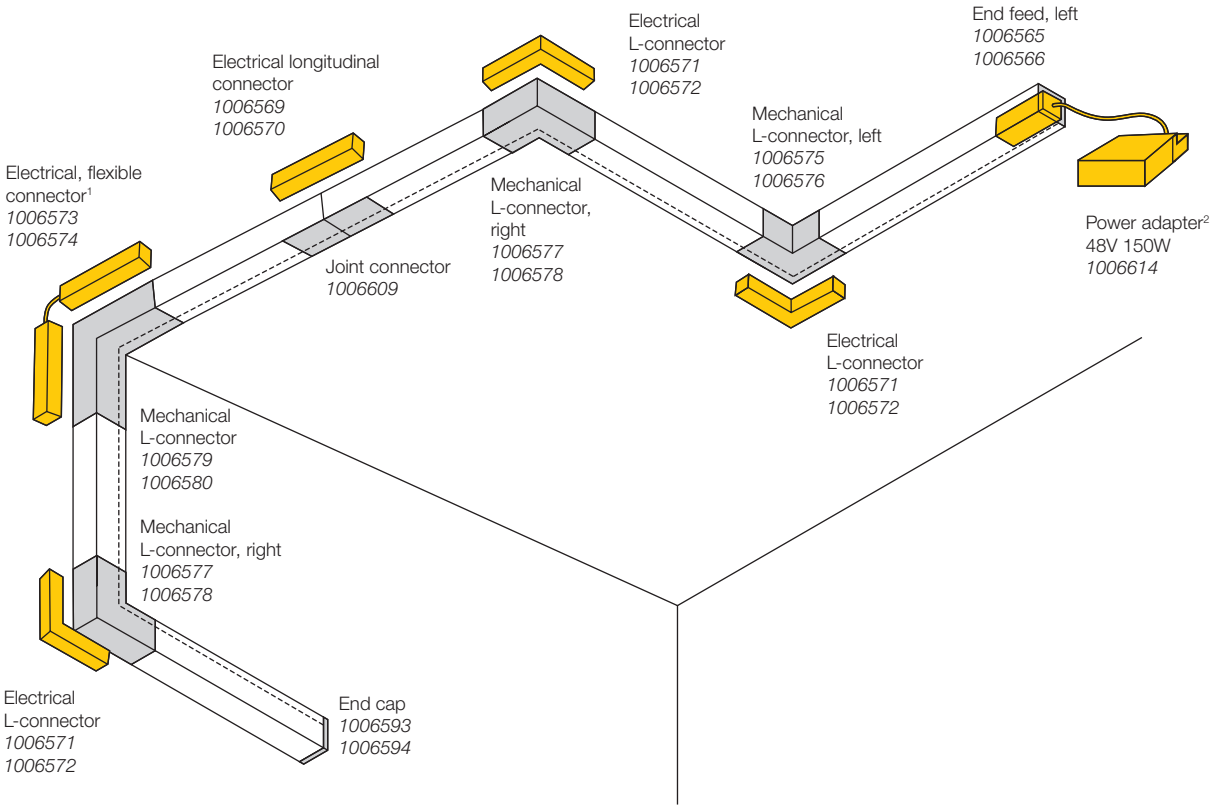 Electrical
L-connector
1006571
1006572
End feed, left
1006565
1006566
Electrical longitudinal
connector
1006569
1006570
Mechanical
L-connector, left
1006575
1006576
Electrical, flexible
connector¹
1006573
1006574
Mechanical
L-connector,
right
1006577
1006578
Power adapter²
48V 150W
1006614
Joint connector
1006609
Electrical
L-connector
1006571
1006572
Mechanical
L-connector
1006579
1006580
Mechanical
L-connector, right
1006577
1006578
Electrical
L-connector
1006571
1006572
End cap
1006593
1006594